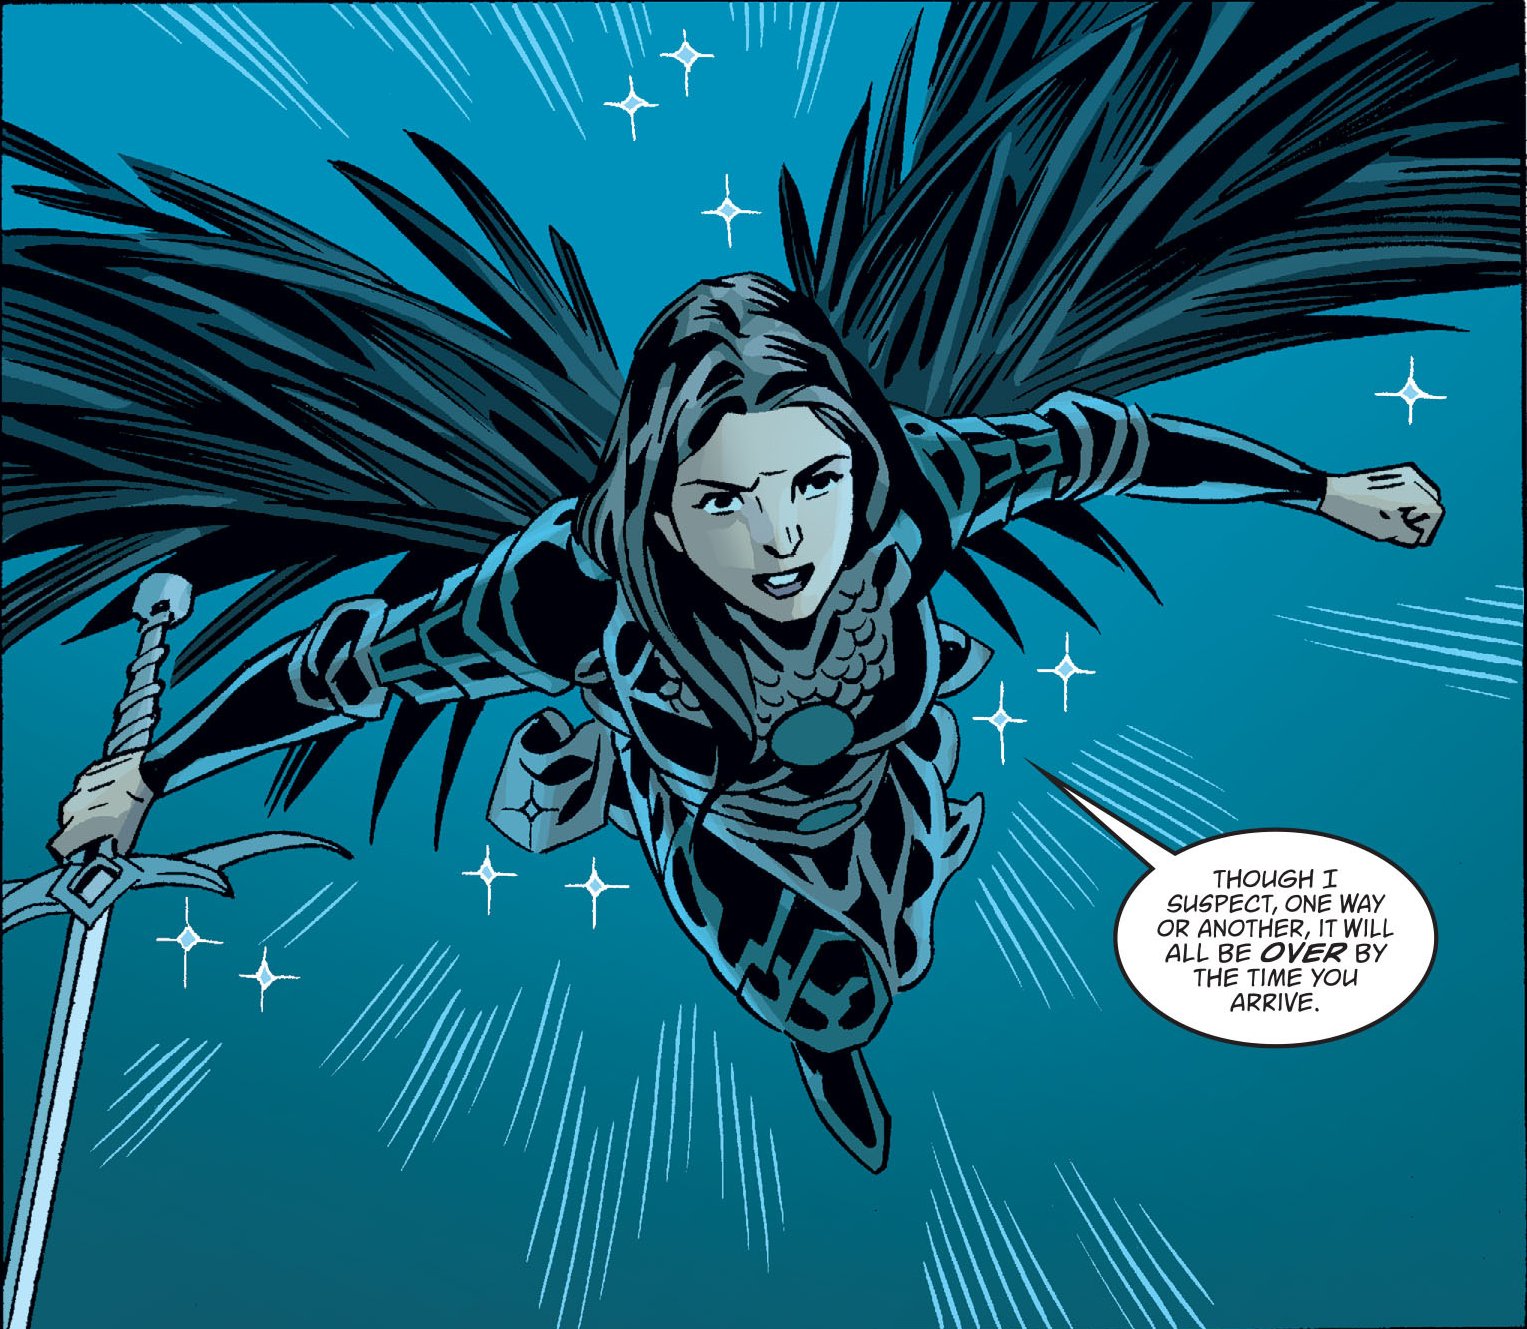 THOUGH I
SUSPECT, ONE WAY
OR ANOTHER, IT WILL
ALL BE OVER BY
THE TIME YOU
ARRIVE.